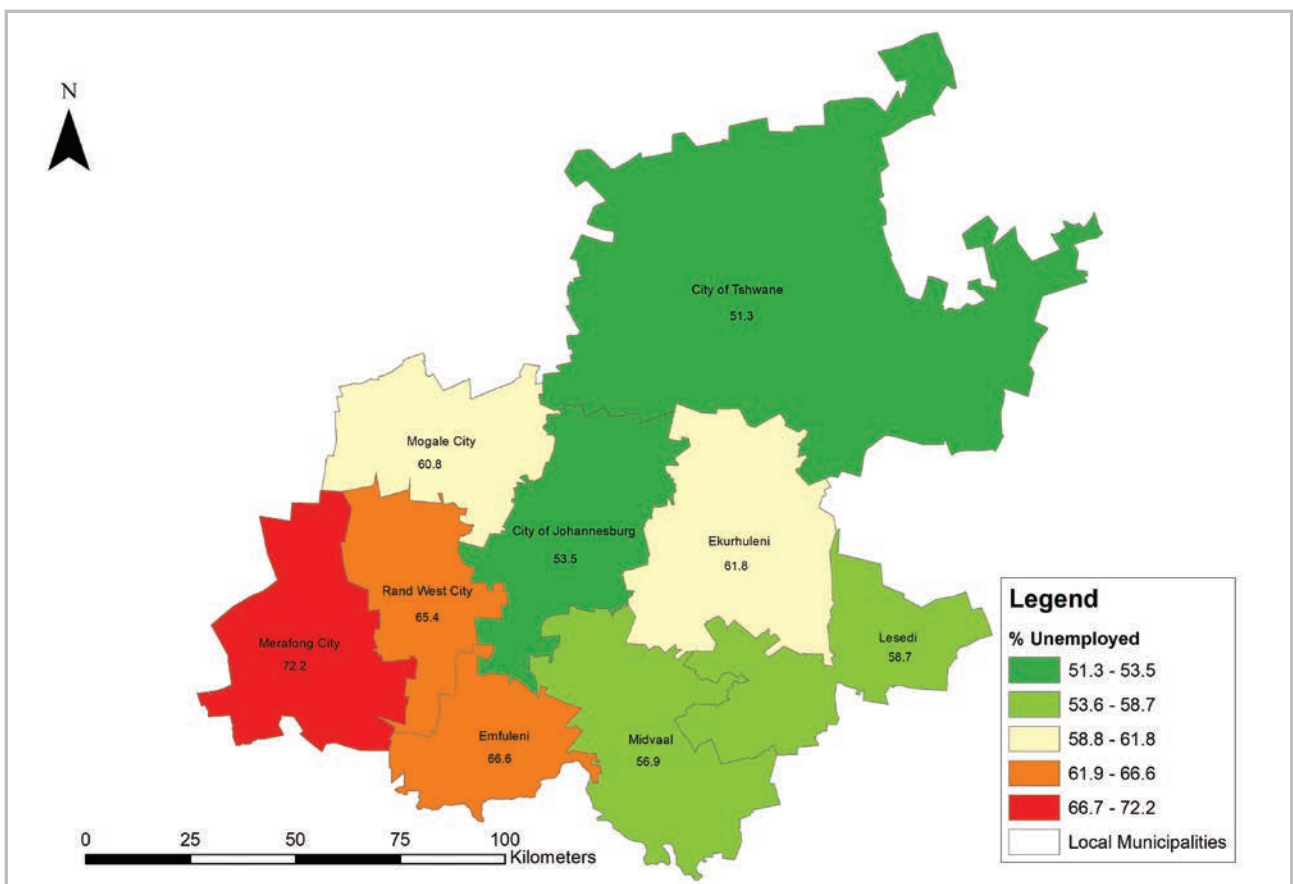 N
City of Tshwane
51.3
Mogale City
60.8
City of Johannesburg
53.5
Ekurhuleni
61.8
Rand West City
65.4
Merafong City
72.2
Lesedi
58.7
Emfuleni
66.6
Midvaal
56.9
Legend
% Unemployed
51.3 - 53.5
53.6 - 58.7
58.8 - 61.8
61.9 - 66.6
66.7 - 72.2
Local Municipalities
0 25 50 75 100
Kilometers